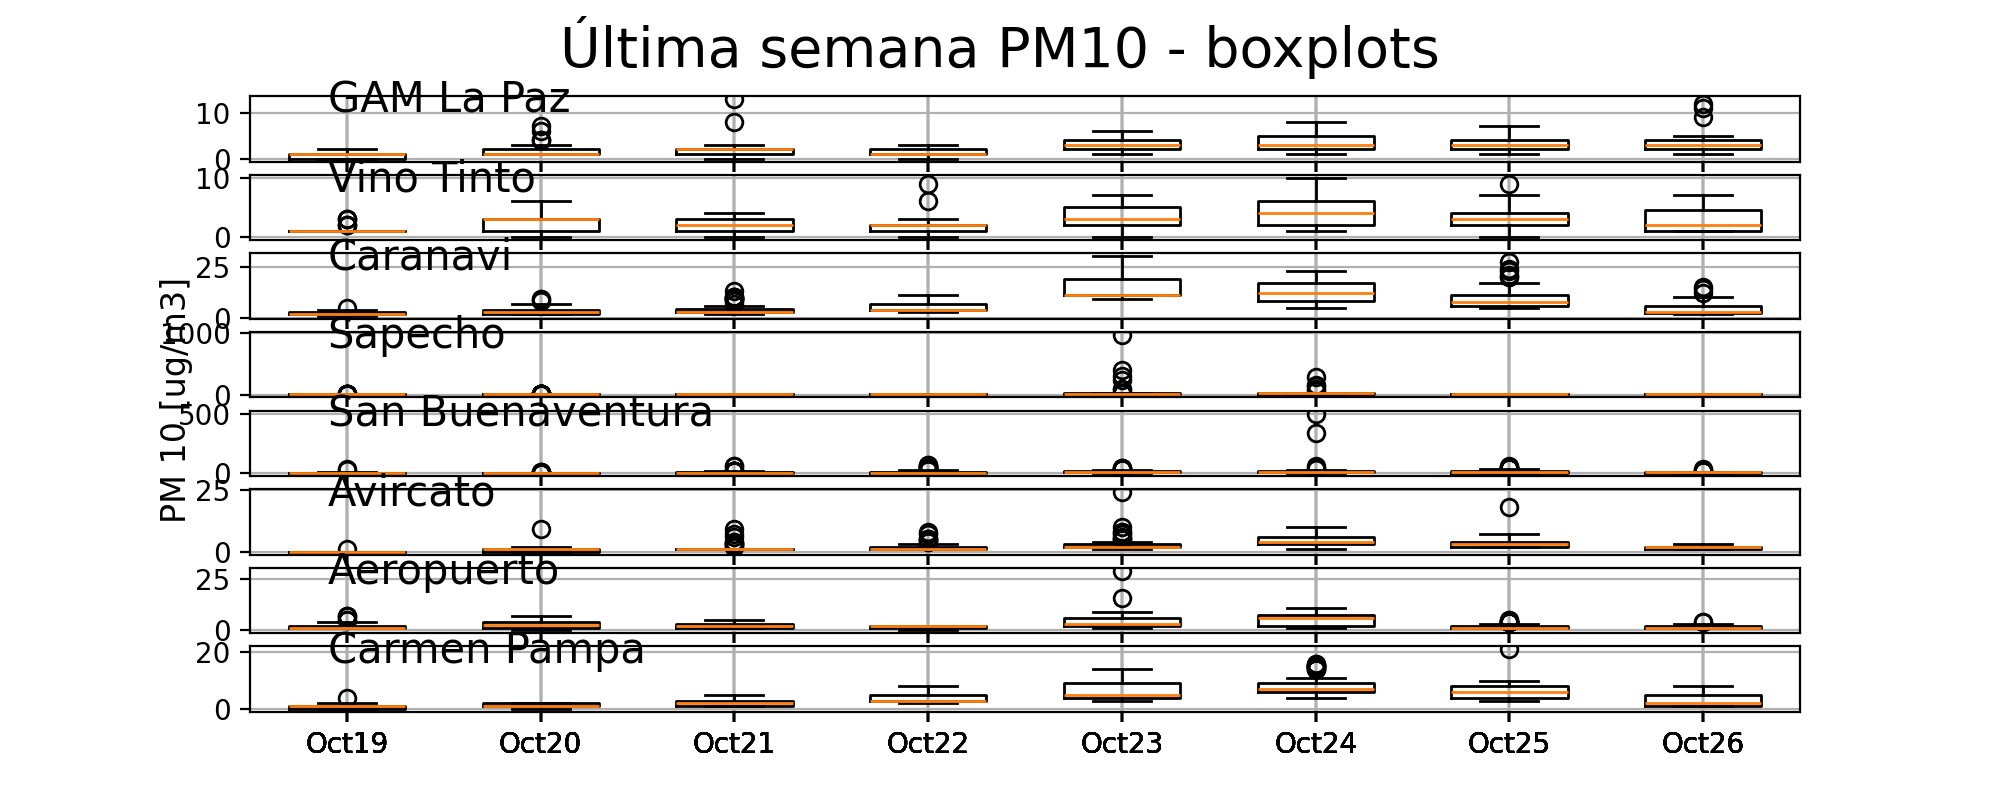 Última semana PM10 - boxplots
GAM La Paz
10
0
Vino Tinto
10
0
Caranavi
25
0
Sapecho
1000
0
San Buenaventura
500
0
Avircato
25
0
Aeropuerto
25
0
Carmen Pampa
20
0
PM 10 [ug/m3]
Oct19 Oct20 Oct21 Oct22 Oct23 Oct24 Oct25 Oct26